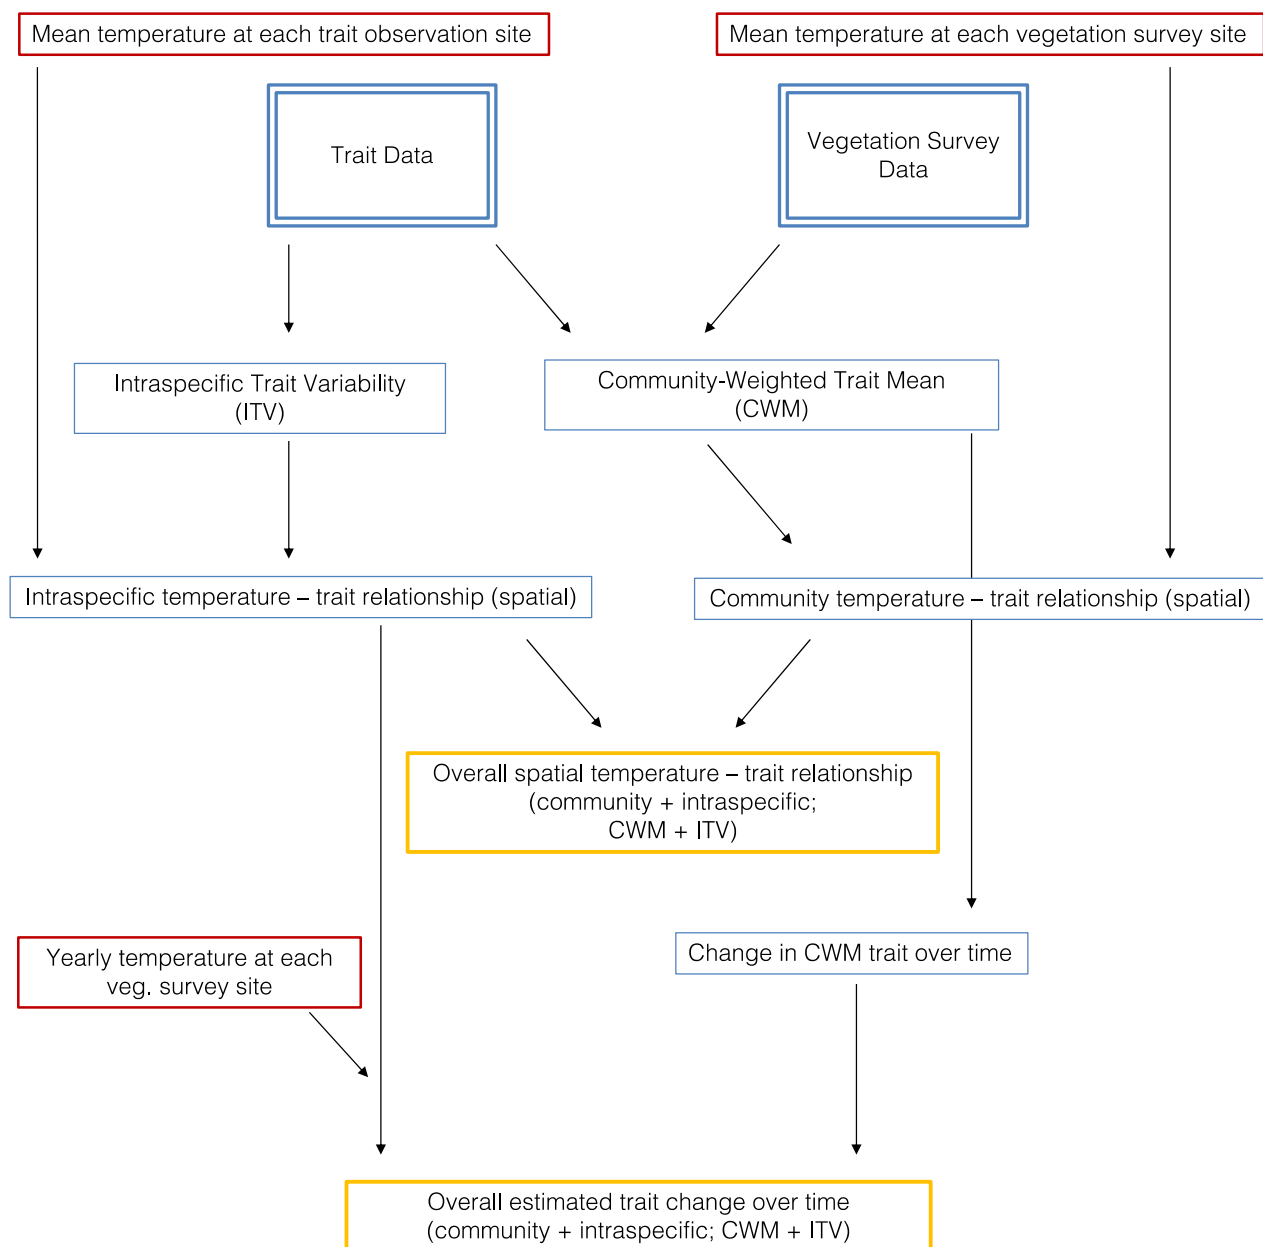 Mean temperature at each trait observation site
Mean temperature at each vegetation survey site
Trait Data
Vegetation Survey
Data
Intraspecific Trait Variability
(ITV)
Community-Weighted Trait Mean
(CWM)
Intraspecific temperature – trait relationship (spatial)
Community temperature – trait relationship (spatial)
Overall spatial temperature – trait relationship
(community + intraspecific;
CWM + ITV)
Yearly temperature at each
veg. survey site
Change in CWM trait over time
Overall estimated trait change over time
(community + intraspecific; CWM + ITV)